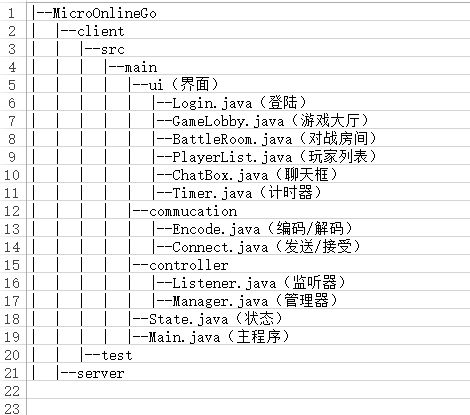 1 |--MicroOnlineGo
2 | |--client
3 | | |--src
4 | | | |--main
5 | | | | |--ui（界面）
6 | | | | | |--Login.java（登陆）
7 | | | | | |--GameLobby.java（游戏大厅）
8 | | | | | |--BattleRoom.java（对战房间）
9 | | | | | |--PlayerList.java（玩家列表）
10 | | | | | |--ChatBox.java（聊天框）
11 | | | | | |--Timer.java（计时器）
12 | | | | |--commucation
13 | | | | | |--Encode.java（编码/解码）
14 | | | | | |--Connect.java（发送/接受）
15 | | | | |--controller
16 | | | | | |--Listener.java（监听器）
17 | | | | | |--Manager.java（管理器）
18 | | | | |--State.java（状态）
19 | | | | |--Main.java（主程序）
20 | | | |--test
21 | |--server
22
23